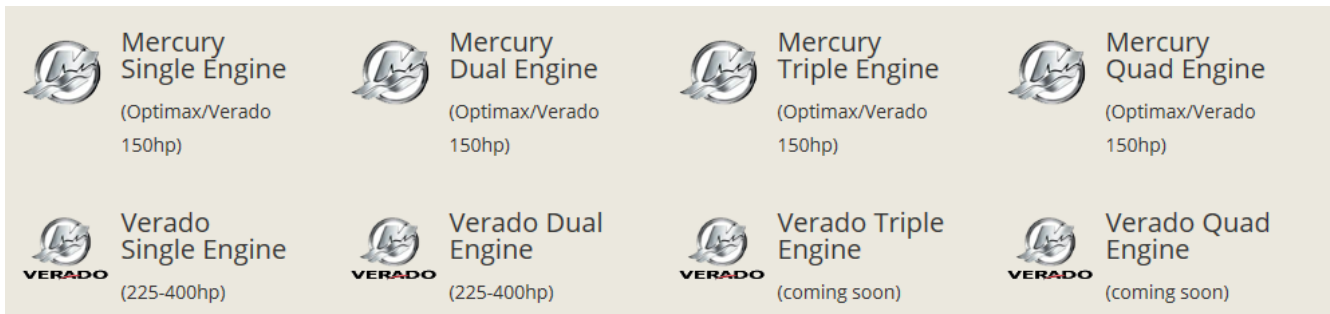 Mercury
Single Engine
(Optimax/Verado
150hp)
Mercury
Dual Engine
(Optimax/Verado
150hp)
Mercury
Triple Engine
(Optimax/Verado
150hp)
Mercury
Quad Engine
(Optimax/Verado
150hp)
VERADO
Verado
Single Engine
(225-400hp)
VERADO
Verado Dual
Engine
(225-400hp)
VERADO
Verado Triple
Engine
(coming soon)
VERADO
Verado Quad
Engine
(coming soon)